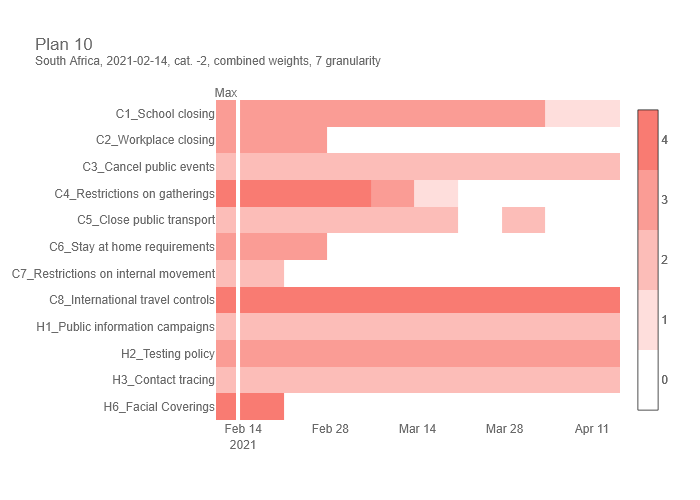 Plan 10
South Africa, 2021-02-14, cat. -2, combined weights, 7 granularity
Max
C1_School closing
C2_Workplace closing
C3_Cancel public events
C4_Restrictions on gatherings
C5_Close public transport
C6_Stay at home requirements
C7_Restrictions on internal movement
C8_International travel controls
H1_Public information campaigns
H2_Testing policy
H3_Contact tracing
H6_Facial Coverings
Feb 14 Feb 28 Mar 14 Mar 28 Apr 11
2021
4
3
2
1
0